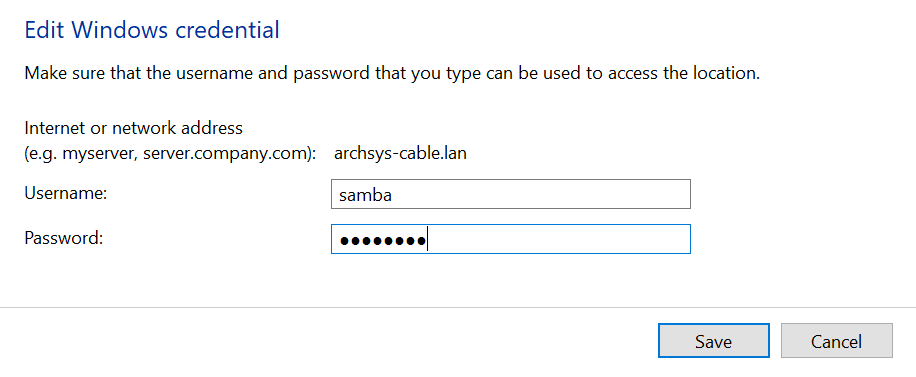 Edit Windows credential
Make sure that the username and password that you type can be used to access the location.
Internet or network address
(e.g. myserver, server.company.com): archsys-cable.lan
Username: samba
Password: ●●●●●●●●
Save Cancel